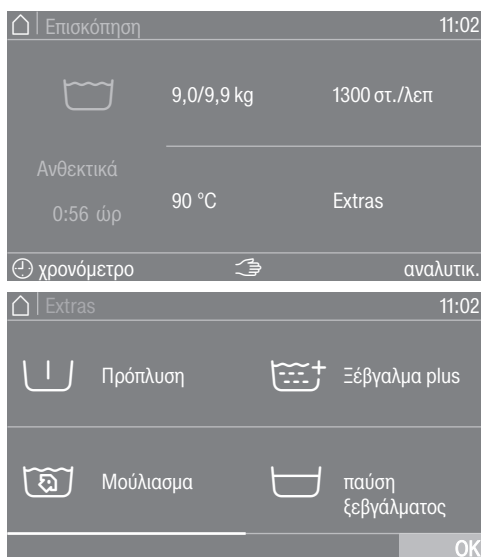 Επισκόπηση 11:02
9,0/9,9 kg 1300 στ./λεπ
Ανθεκτικά
0:56 ώρ
90 °C Extras
χρονόμετρο αναλυτικ.
Extras 11:02
Πρόπλυση Ξέβγαλμα plus
Μούλιασμα παύση
ξεβγάλματος
OK